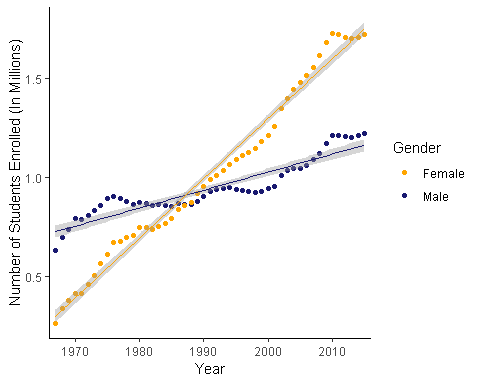 Number of Students Enrolled (In Millions)
1.5
1.0
0.5
1970 1980 1990 2000 2010
Year
Gender
Female
Male